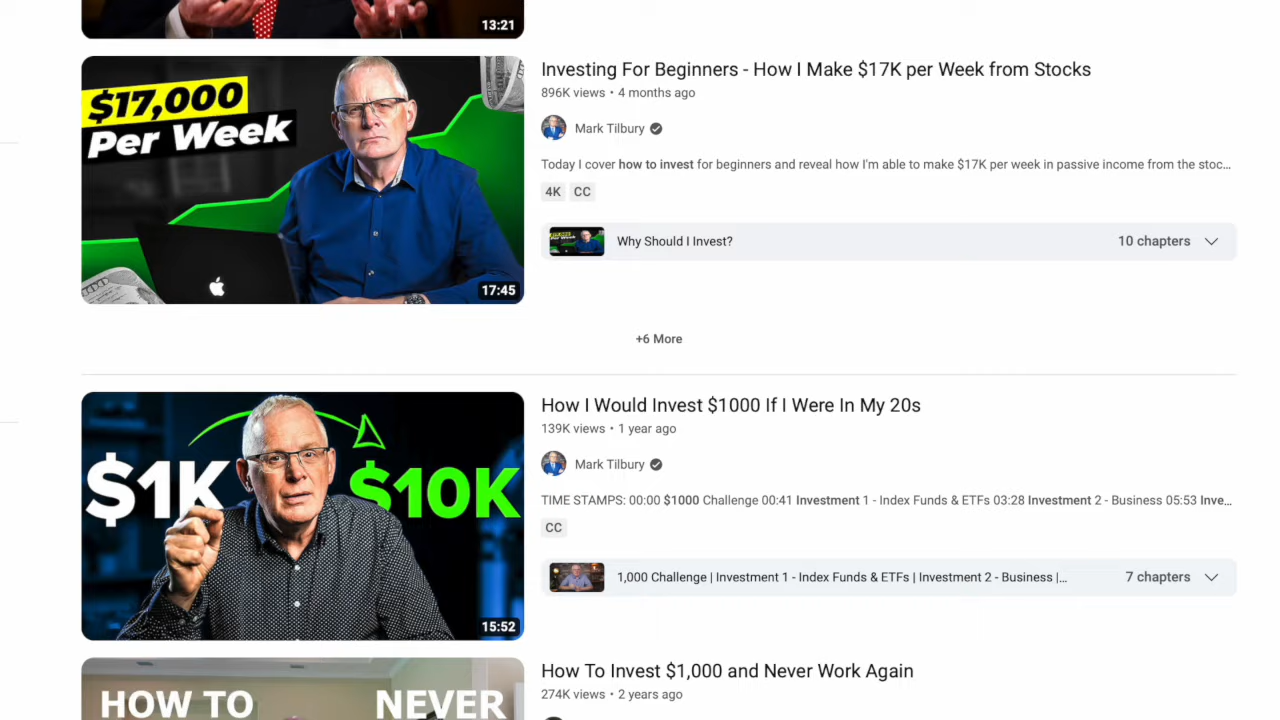 13:21
$17,000
Per Week
17:45
Investing For Beginners - How I Make $17K per Week from Stocks
896K views • 4 months ago
Mark Tilbury
Today I cover how to invest for beginners and reveal how I'm able to make $17K per week in passive income from the stoc...
4K CC
Why Should I Invest? 10 chapters
+6 More
$1K $10K
15:52
How I Would Invest $1000 If I Were In My 20s
139K views • 1 year ago
Mark Tilbury
TIME STAMPS: 00:00 $1000 Challenge 00:41 Investment 1 - Index Funds & ETFs 03:28 Investment 2 - Business 05:53 Inve...
CC
1,000 Challenge | Investment 1 - Index Funds & ETFs | Investment 2 - Business |... 7 chapters
HOW TO NEVER
How To Invest $1,000 and Never Work Again
274K views • 2 years ago